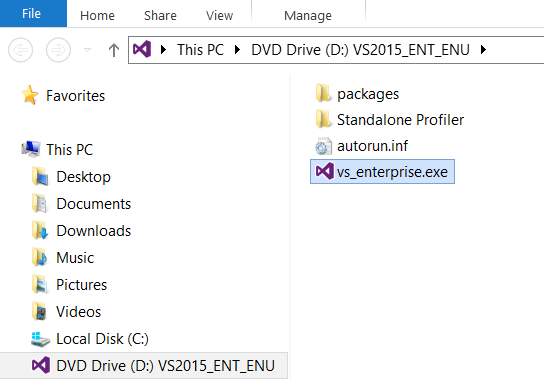 File Home Share View Manage
This PC DVD Drive (D:) VS2015_ENT_ENU
Favorites
This PC
Desktop
Documents
Downloads
Music
Pictures
Videos
Local Disk (C:)
DVD Drive (D:) VS2015_ENT_ENU
packages
Standalone Profiler
autorun.inf
vs_enterprise.exe